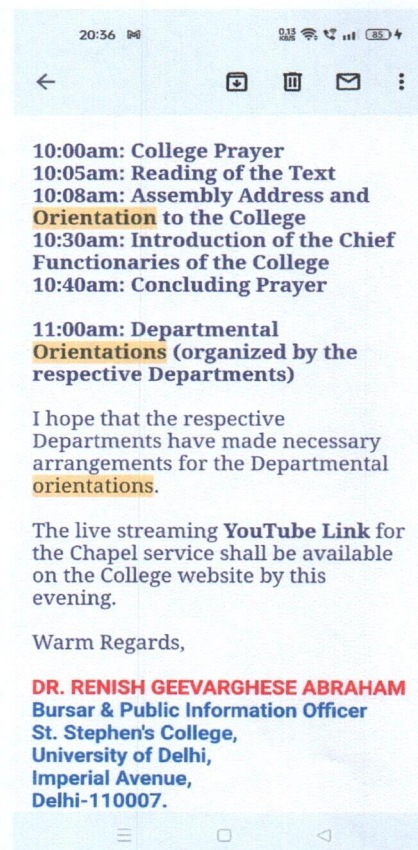 20:36
0.13 KB/S 85
10:00am: College Prayer
10:05am: Reading of the Text
10:08am: Assembly Address and
Orientation to the College
10:30am: Introduction of the Chief
Functionaries of the College
10:40am: Concluding Prayer
11:00am: Departmental
Orientations (organized by the
respective Departments)
I hope that the respective
Departments have made necessary
arrangements for the Departmental
orientations.
The live streaming YouTube Link for
the Chapel service shall be available
on the College website by this
evening.
Warm Regards,
DR. RENISH GEEVARGHESE ABRAHAM
Bursar & Public Information Officer
St. Stephen's College,
University of Delhi,
Imperial Avenue,
Delhi-110007.